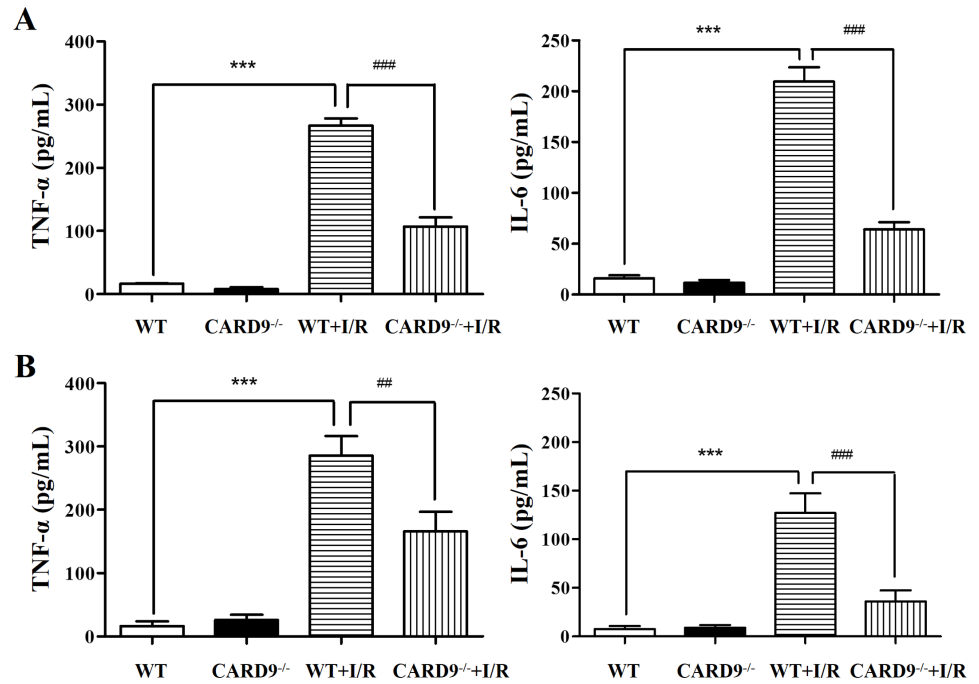 A
TNF-α (pg/mL)
400
300
200
100
0
***
###
WT
CARD9-/-
WT+I/R
CARD9-/-+I/R
IL-6 (pg/mL)
250
200
150
100
50
0
***
###
WT
CARD9-/-
WT+I/R
CARD9-/-+I/R
B
TNF-α (pg/mL)
400
300
200
100
0
***
##
WT
CARD9-/-
WT+I/R
CARD9-/-+I/R
IL-6 (pg/mL)
250
200
150
100
50
0
***
###
WT
CARD9-/-
WT+I/R
CARD9-/-+I/R